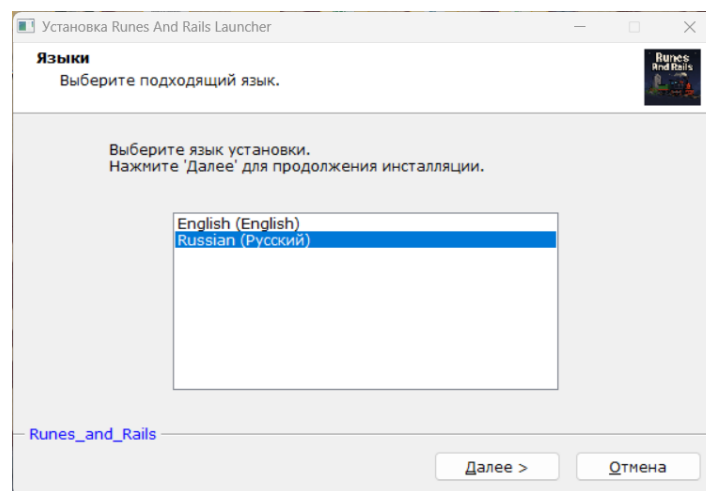 Установка Runes And Rails Launcher
Языки
Выберите подходящий язык.
Runes
And Rails
Выберите язык установки.
Нажмите 'Далее' для продолжения инсталляции.
English (English)
Russian (Русский)
Runes_and_Rails
Далее >
Отмена